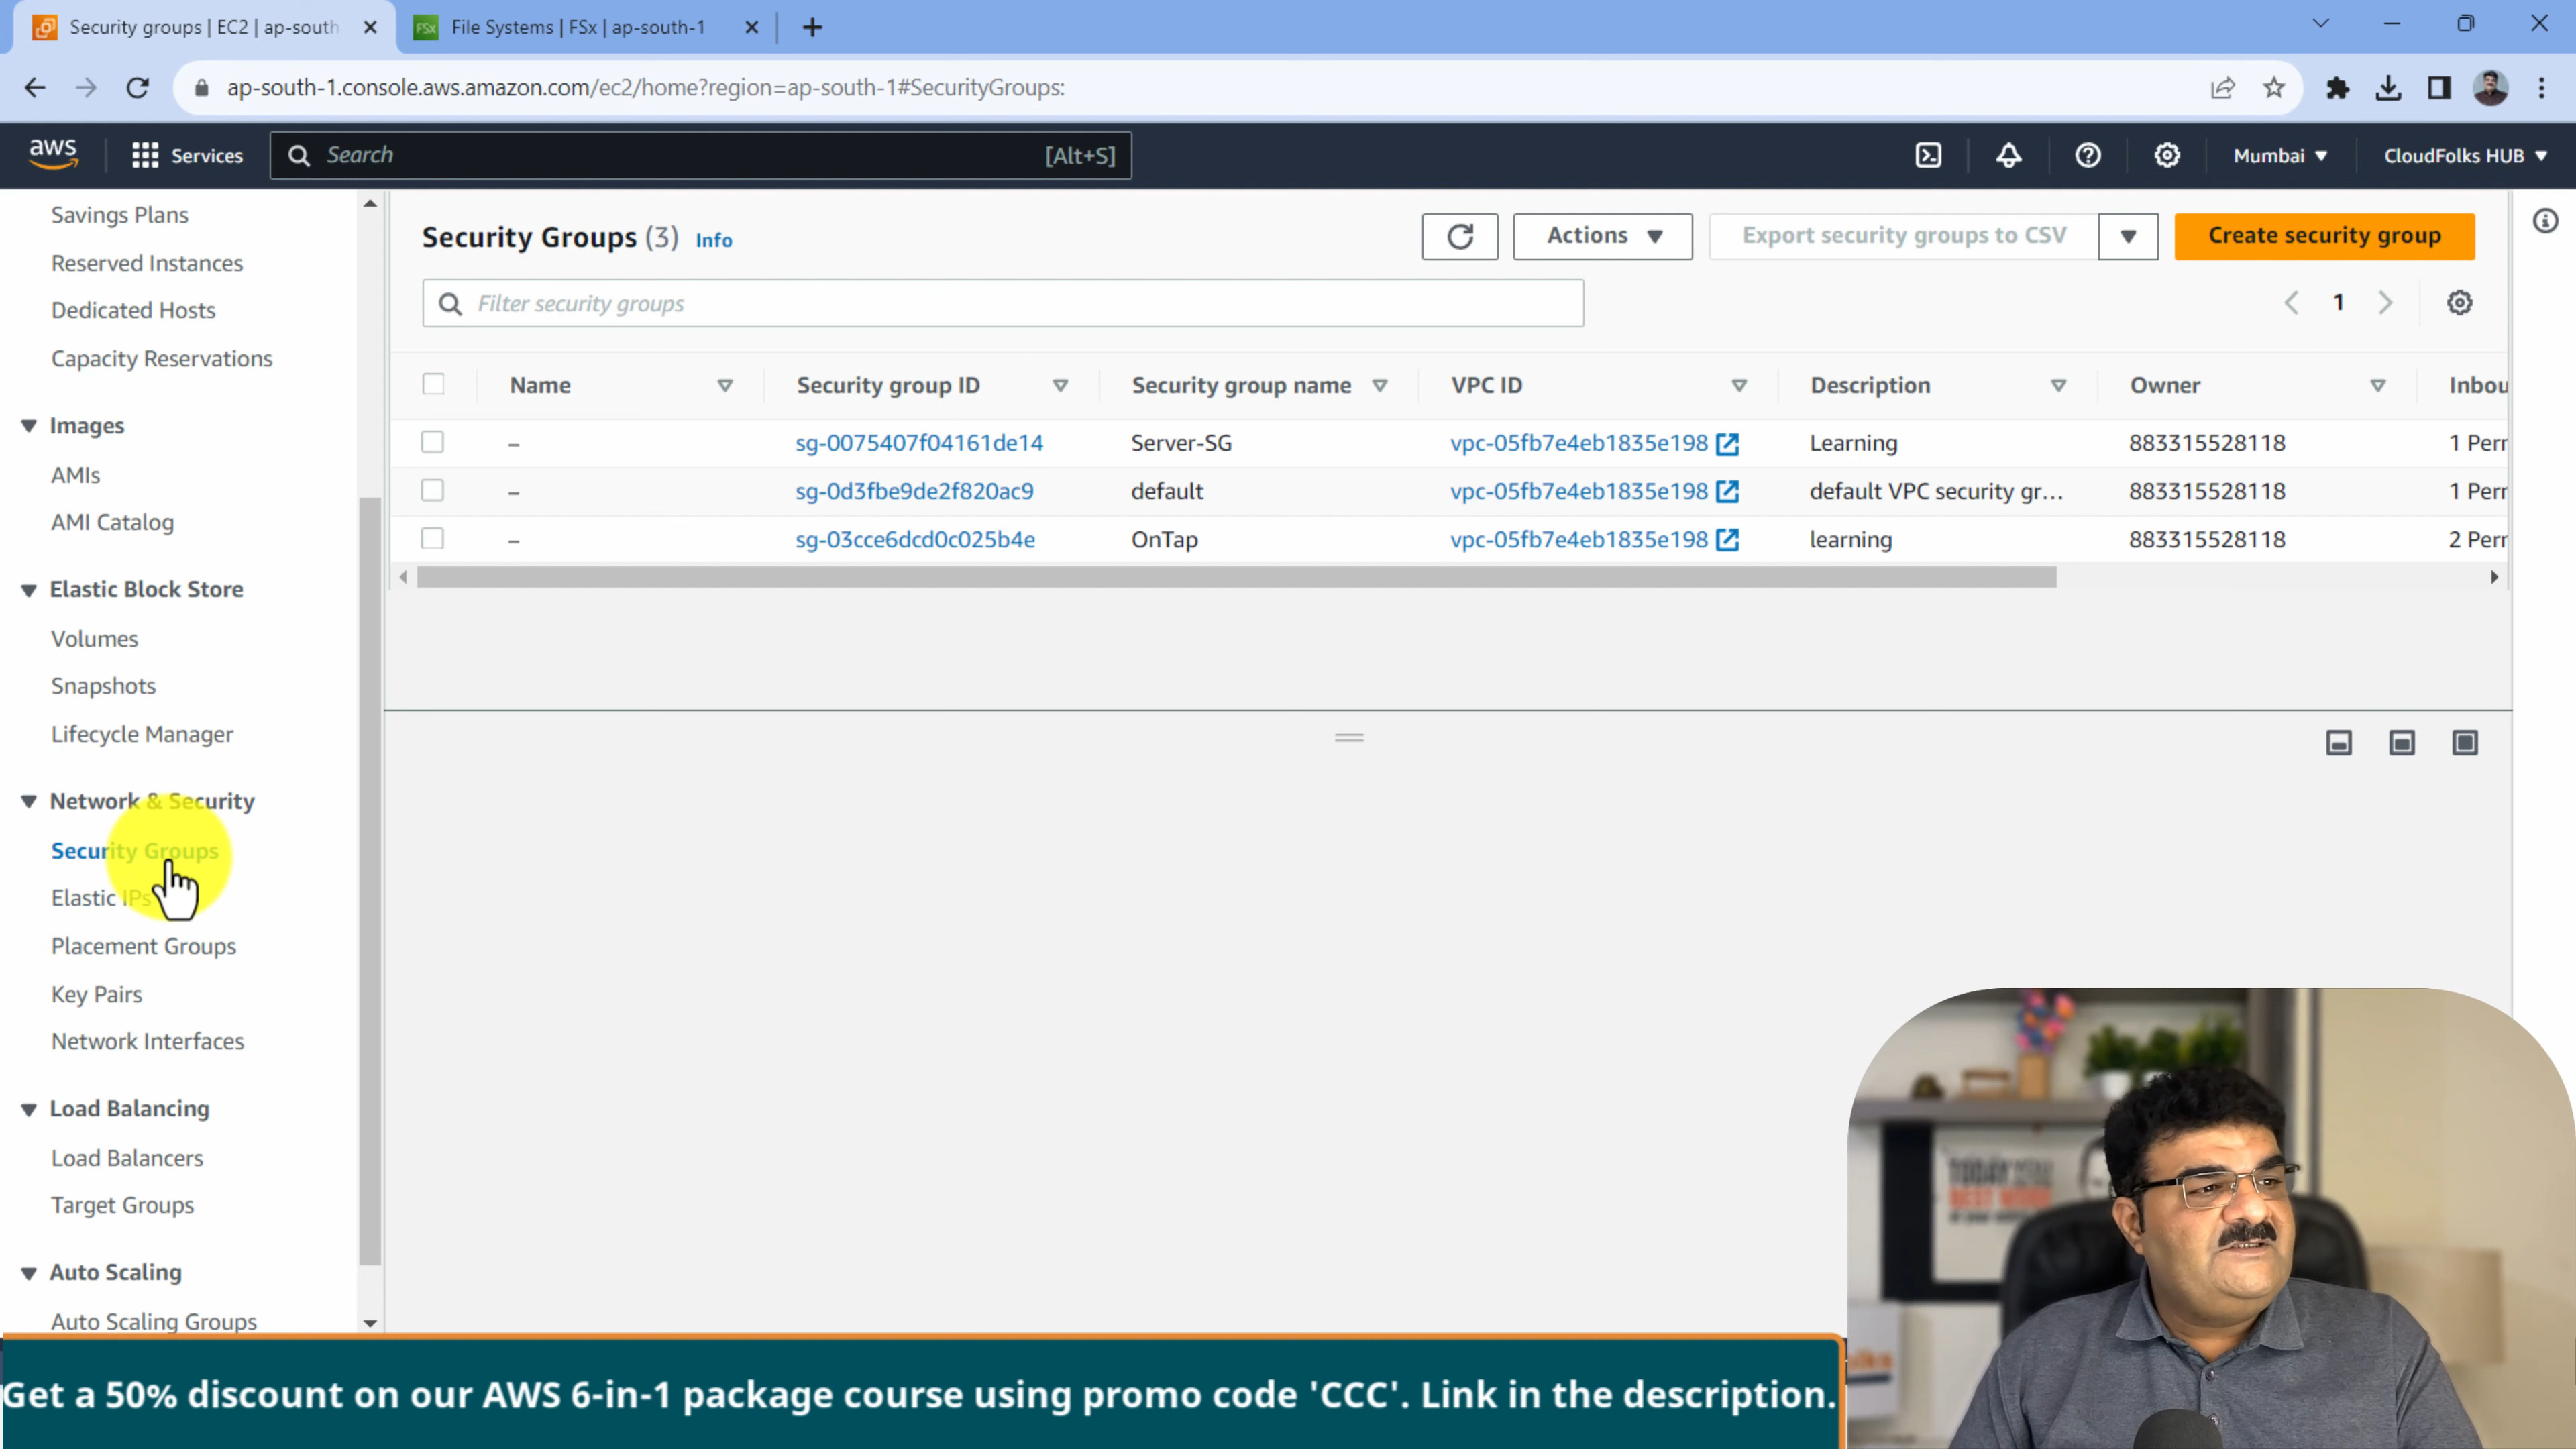 Security groups | EC2 | ap-south
FSx File Systems | FSx | ap-south-1
ap-south-1.console.aws.amazon.com/ec2/home?region=ap-south-1#SecurityGroups:
aws Services Search [Alt+S] Mumbai CloudFolks HUB
Savings Plans
Reserved Instances
Dedicated Hosts
Capacity Reservations
Images
AMIs
AMI Catalog
Elastic Block Store
Volumes
Snapshots
Lifecycle Manager
Network & Security
Security Groups
Elastic IPs
Placement Groups
Key Pairs
Network Interfaces
Load Balancing
Load Balancers
Target Groups
Auto Scaling
Auto Scaling Groups
Security Groups (3) Info Actions Export security groups to CSV Create security group
Filter security groups 1
Name Security group ID Security group name VPC ID Description Owner Inbou
– sg-0075407f04161de14 Server-SG vpc-05fb7e4eb1835e198 Learning 883315528118 1 Perr
– sg-0d3fbe9de2f820ac9 default vpc-05fb7e4eb1835e198 default VPC security gr... 883315528118 1 Perr
– sg-03cce6dcd0c025b4e OnTap vpc-05fb7e4eb1835e198 learning 883315528118 2 Perr
Get a 50% discount on our AWS 6-in-1 package course using promo code 'CCC'. Link in the description.